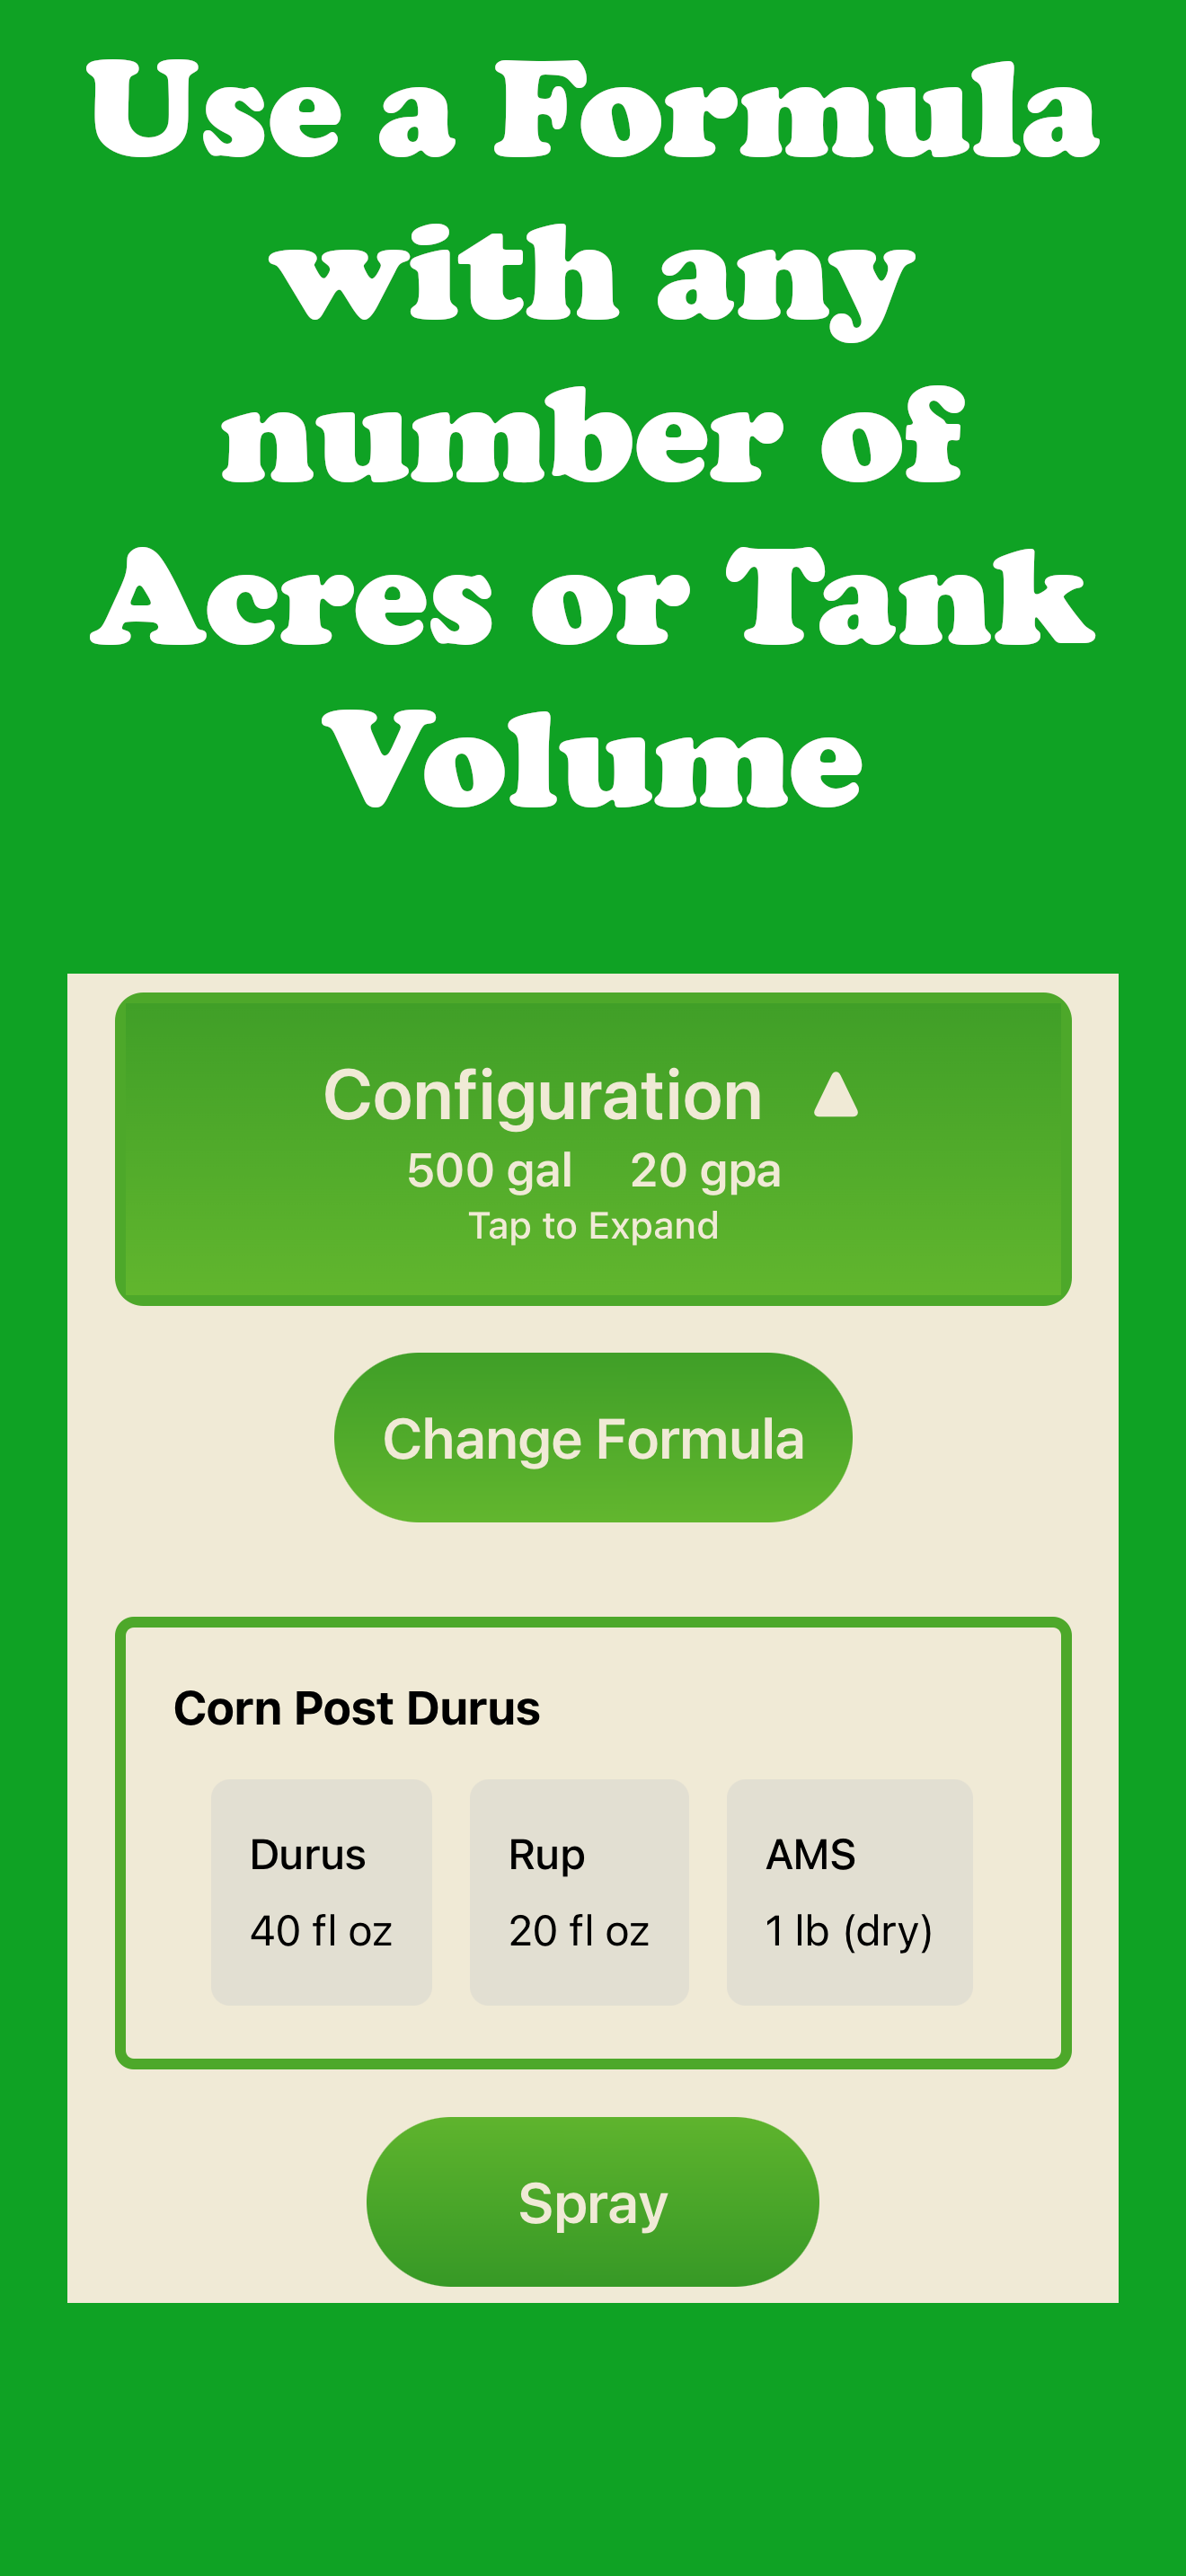 Use a Formula
with any
number of
Acres or Tank
Volume
Configuration
500 gal 20 gpa
Tap to Expand
Change Formula
Corn Post Durus
Durus
40 fl oz
Rup
20 fl oz
AMS
1 lb (dry)
Spray